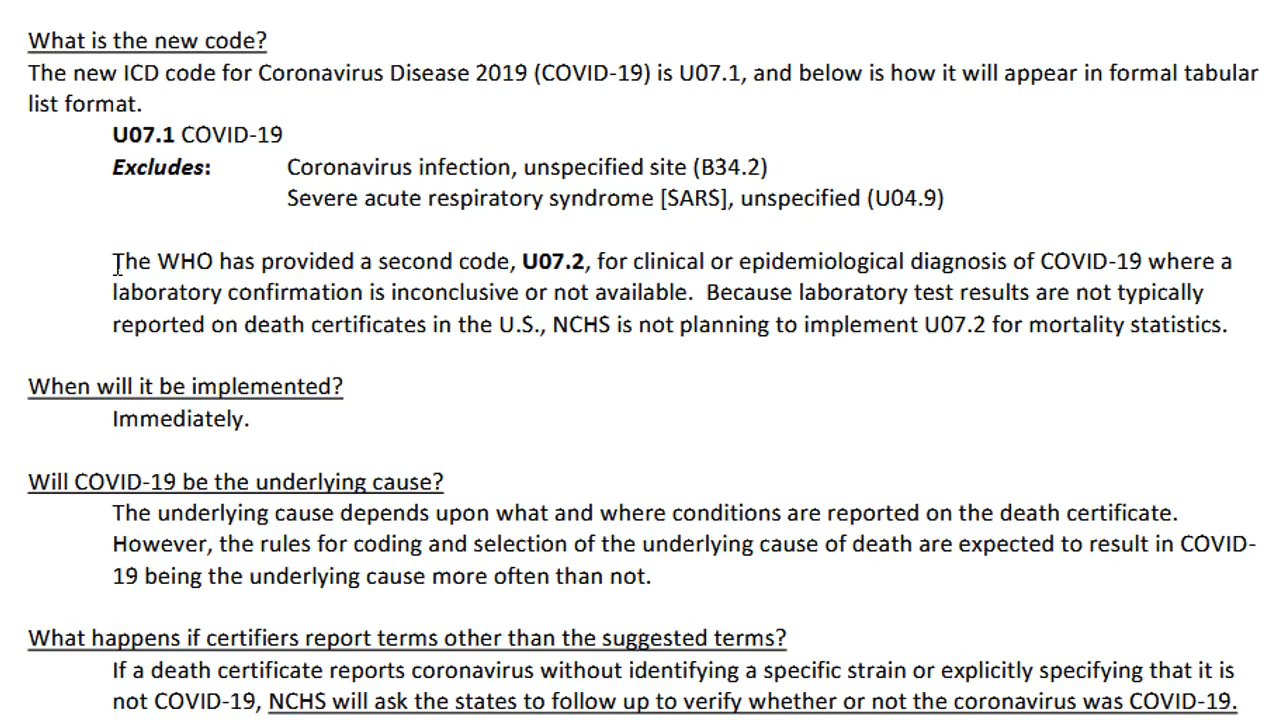 What is the new code?
The new ICD code for Coronavirus Disease 2019 (COVID-19) is U07.1, and below is how it will appear in formal tabular
list format.
U07.1 COVID-19
Excludes: Coronavirus infection, unspecified site (B34.2)
Severe acute respiratory syndrome [SARS], unspecified (U04.9)
The WHO has provided a second code, U07.2, for clinical or epidemiological diagnosis of COVID-19 where a
laboratory confirmation is inconclusive or not available. Because laboratory test results are not typically
reported on death certificates in the U.S., NCHS is not planning to implement U07.2 for mortality statistics.
When will it be implemented?
Immediately.
Will COVID-19 be the underlying cause?
The underlying cause depends upon what and where conditions are reported on the death certificate.
However, the rules for coding and selection of the underlying cause of death are expected to result in COVID-
19 being the underlying cause more often than not.
What happens if certifiers report terms other than the suggested terms?
If a death certificate reports coronavirus without identifying a specific strain or explicitly specifying that it is
not COVID-19, NCHS will ask the states to follow up to verify whether or not the coronavirus was COVID-19.